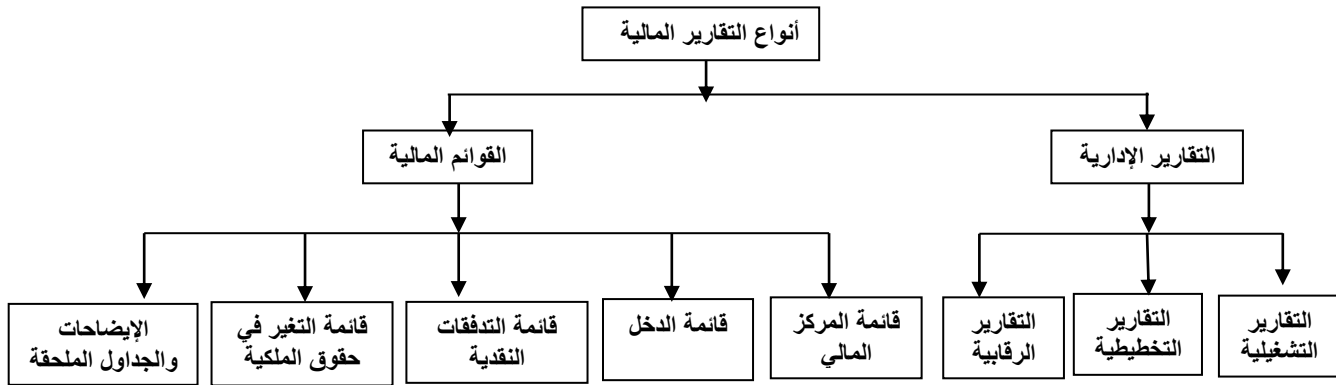 أنواع التقارير المالية
التقارير الإدارية
القوائم المالية
التقارير
التشغيلية
التقارير
التخطيطية
التقارير
الرقابية
قائمة المركز
المالي
قائمة الدخل
قائمة التدفقات
النقدية
قائمة التغير في
حقوق الملكية
الإيضاحات
والجداول الملحقة